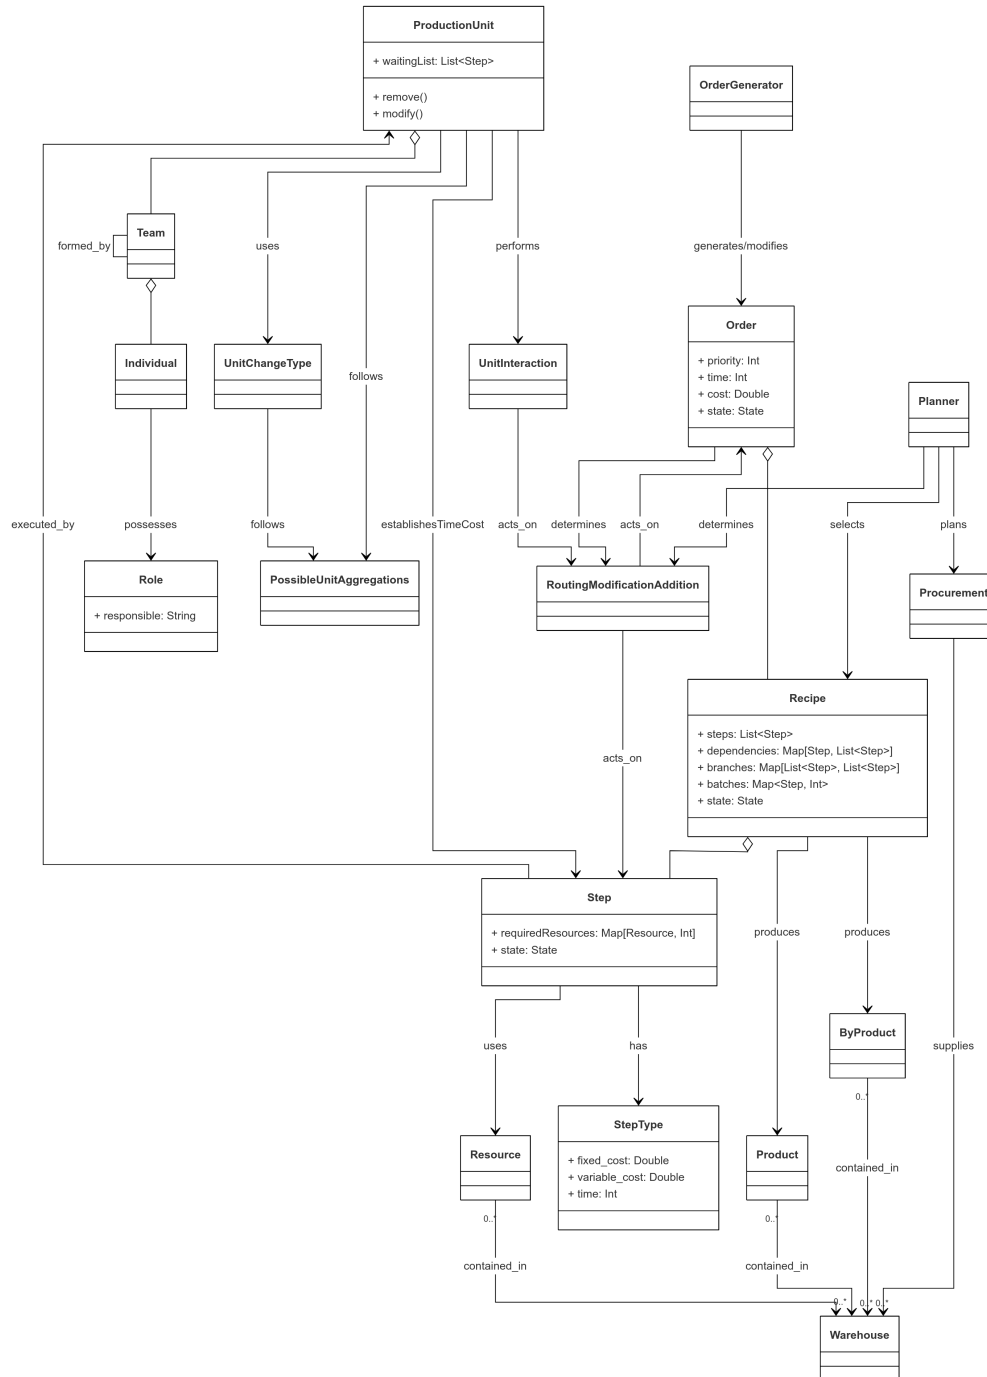 ProductionUnit
+ waitingList: List<Step>
+ remove()
+ modify()
OrderGenerator
Team
formed_by
uses
performs
generates/modifies
Order
+ priority: Int
+ time: Int
+ cost: Double
+ state: State
Individual
UnitChangeType
follows
UnitInteraction
Planner
executed_by
possesses
follows
establishesTimeCost
acts_on
determines
acts_on
determines
selects
plans
Role
+ responsible: String
PossibleUnitAggregations
RoutingModificationAddition
Procurement
Recipe
+ steps: List<Step>
+ dependencies: Map[Step, List<Step>]
+ branches: Map[List<Step>, List<Step>]
+ batches: Map<Step, Int>
+ state: State
acts_on
Step
+ requiredResources: Map[Resource, Int]
+ state: State
produces
produces
uses
has
ByProduct
supplies
0..*
StepType
+ fixed_cost: Double
+ variable_cost: Double
+ time: Int
Resource
Product
contained_in
0..*
0..*
contained_in
contained_in
0..*
0..*
0..*
Warehouse